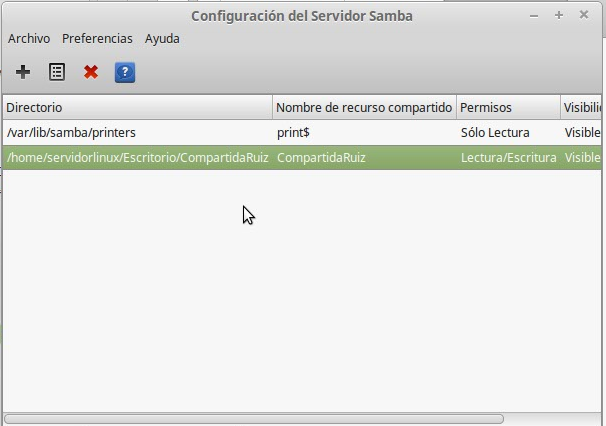 Configuración del Servidor Samba
Archivo Preferencias Ayuda
Directorio Nombre de recurso compartido Permisos Visibili
/var/lib/samba/printers print$ Sólo Lectura Visible
/home/servidorlinux/Escritorio/CompartidaRuiz CompartidaRuiz Lectura/Escritura Visible